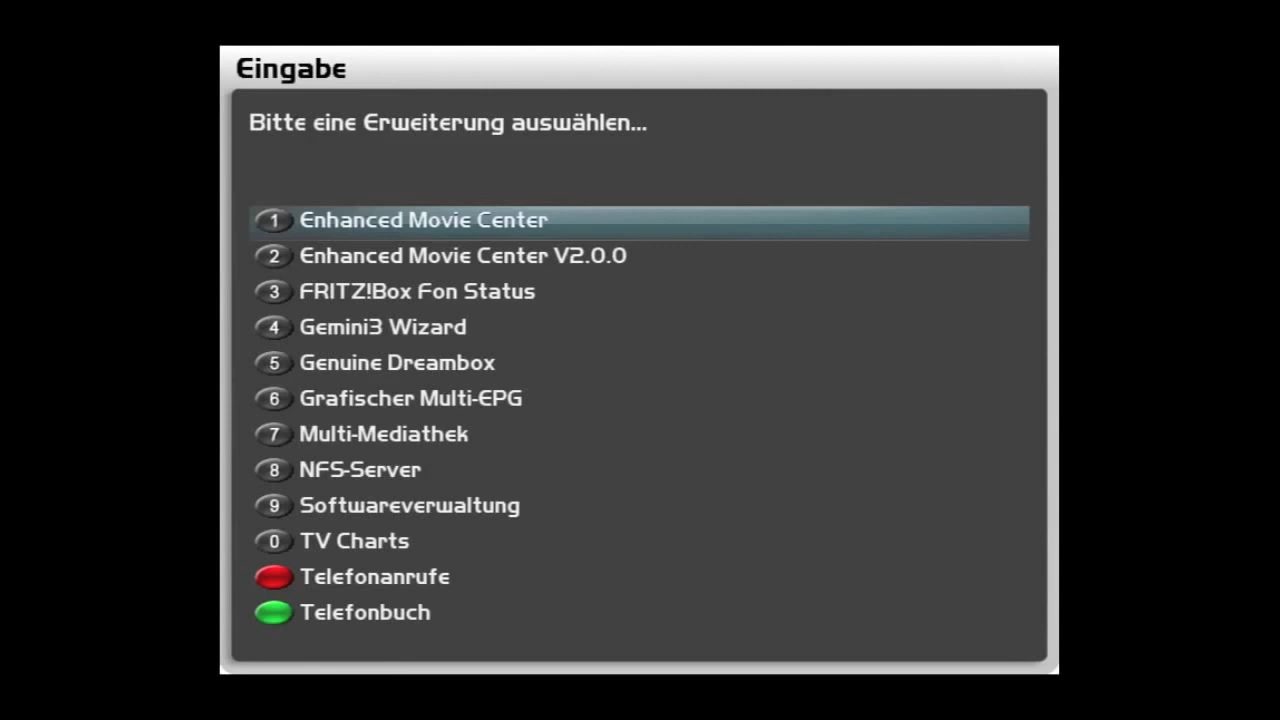 Eingabe
Bitte eine Erweiterung auswählen...
1 Enhanced Movie Center
2 Enhanced Movie Center V2.0.0
3 FRITZ!Box Fon Status
4 Gemini3 Wizard
5 Genuine Dreambox
6 Grafischer Multi-EPG
7 Multi-Mediathek
8 NFS-Server
9 Softwareverwaltung
0 TV Charts
Telefonanrufe
Telefonbuch